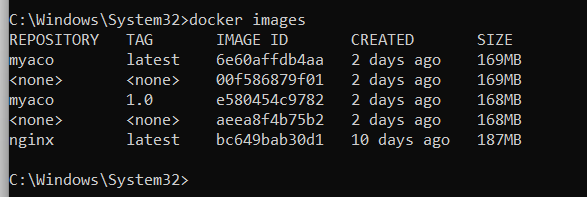 C:\Windows\System32>docker images
REPOSITORY TAG IMAGE ID CREATED SIZE
myaco latest 6e60affdb4aa 2 days ago 169MB
<none> <none> 00f586879f01 2 days ago 169MB
myaco 1.0 e580454c9782 2 days ago 168MB
<none> <none> aeea8f4b75b2 2 days ago 168MB
nginx latest bc649bab30d1 10 days ago 187MB
C:\Windows\System32>